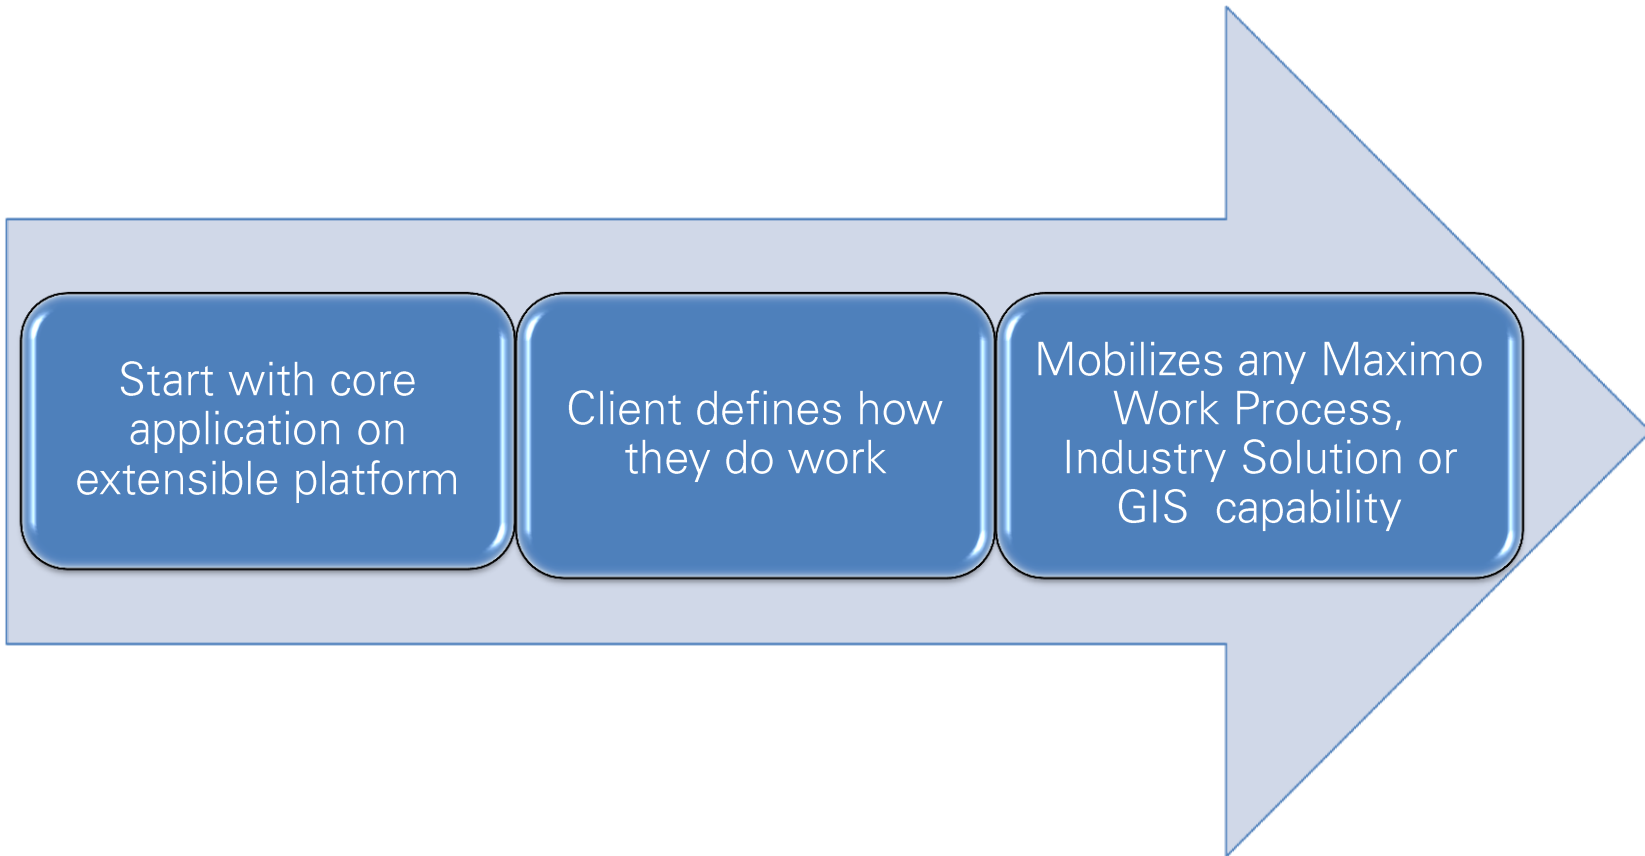 Start with core
application on
extensible platform
Client defines how
they do work
Mobilizes any Maximo
Work Process,
Industry Solution or
GIS  capability